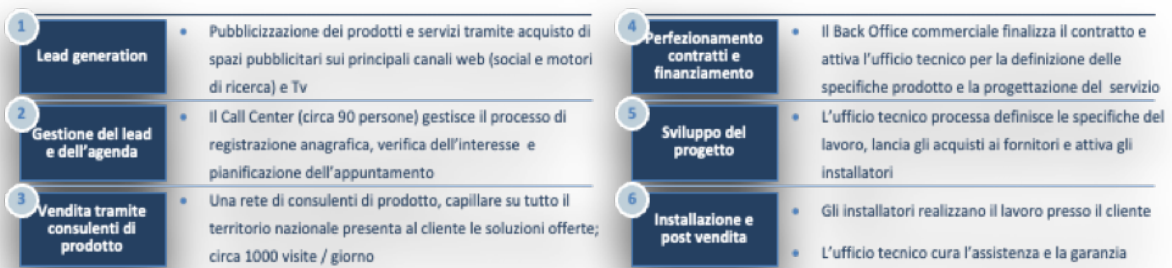 1
Lead generation
• Pubblicizzazione dei prodotti e servizi tramite acquisto di
spazi pubblicitari sui principali canali web (social e motori
di ricerca) e Tv
2
Gestione del lead
e dell'agenda
• Il Call Center (circa 90 persone) gestisce il processo di
registrazione anagrafica, verifica dell'interesse e
pianificazione dell'appuntamento
3
Vendita tramite
consulenti di
prodotto
• Una rete di consulenti di prodotto, capillare su tutto il
territorio nazionale presenta al cliente le soluzioni offerte;
circa 1000 visite / giorno
4
Perfezionamento
contratti e
finanziamento
• Il Back Office commerciale finalizza il contratto e
attiva l'ufficio tecnico per la definizione delle
specifiche prodotto e la progettazione del servizio
5
Sviluppo del
progetto
• L'ufficio tecnico processa definisce le specifiche del
lavoro, lancia gli acquisti ai fornitori e attiva gli
installatori
6
Installazione e
post vendita
• Gli installatori realizzano il lavoro presso il cliente
• L'ufficio tecnico cura l'assistenza e la garanzia